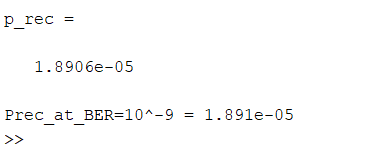 p_rec =
1.8906e-05
Prec_at_BER=10^-9 = 1.891e-05
>>